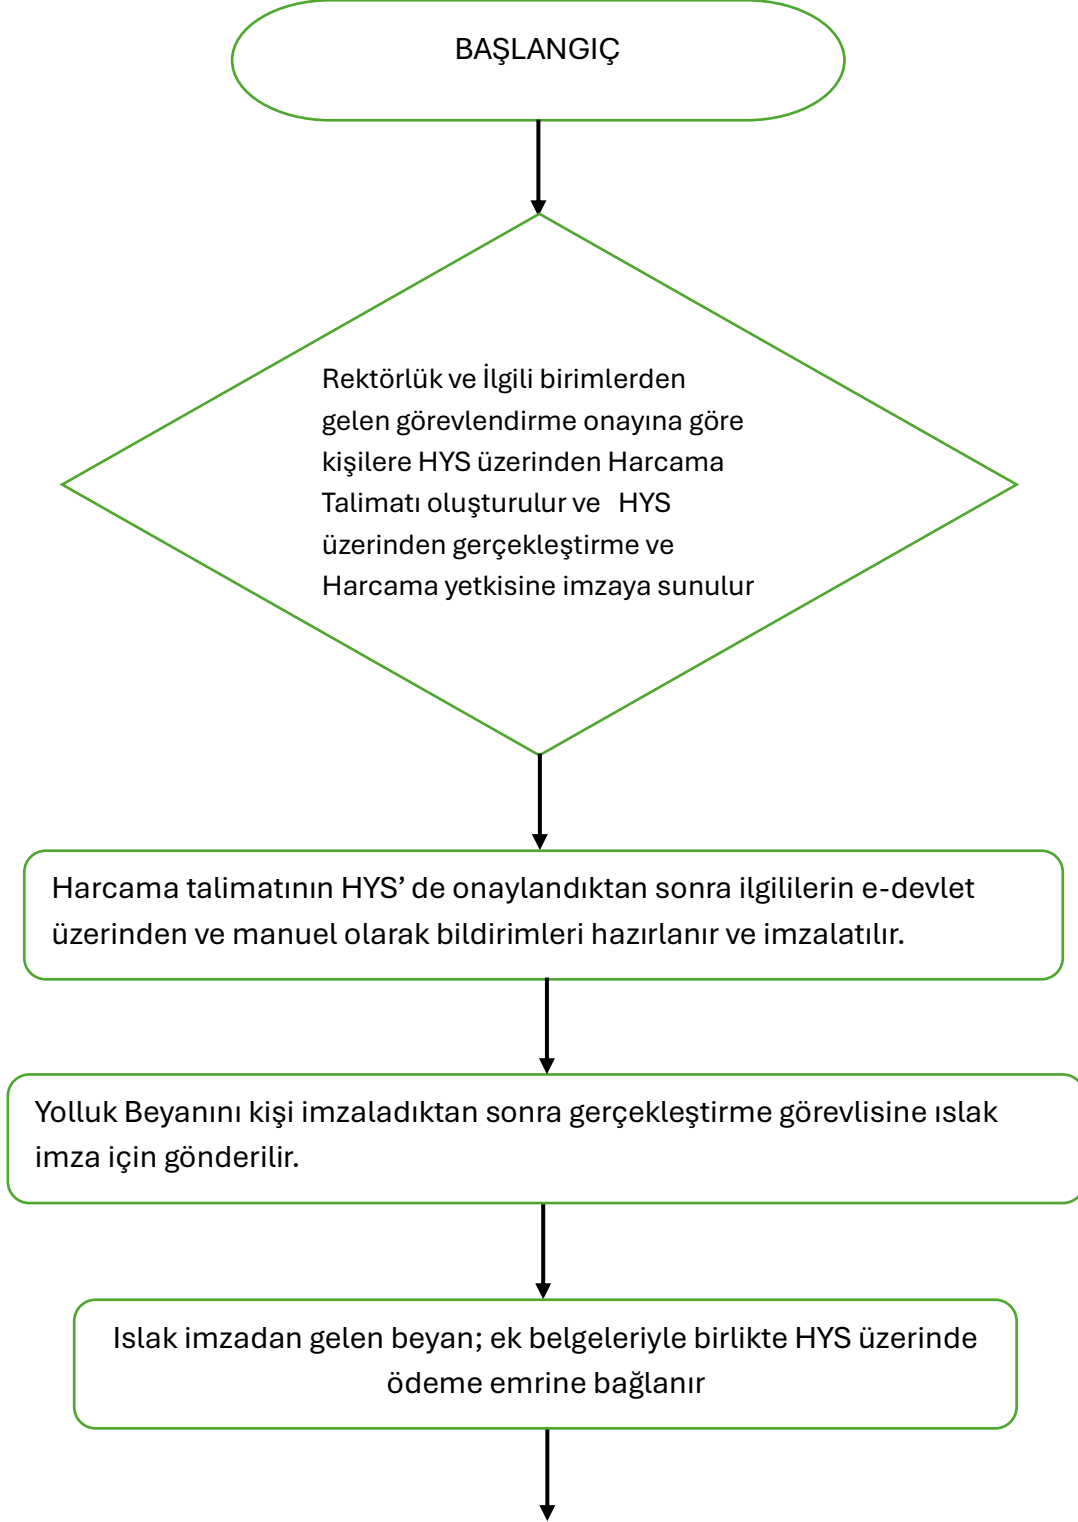 BAŞLANGIÇ
Rektörlük ve İlgili birimlerden
gelen görevlendirme onayına göre
kişilere HYS üzerinden Harcama
Talimatı oluşturulur ve   HYS
üzerinden gerçekleştirme ve
Harcama yetkisine imzaya sunulur
Harcama talimatının HYS’ de onaylandıktan sonra ilgililerin e-devlet
üzerinden ve manuel olarak bildirimleri hazırlanır ve imzalatılır.
Yolluk Beyanını kişi imzaladıktan sonra gerçekleştirme görevlisine ıslak
imza için gönderilir.
Islak imzadan gelen beyan; ek belgeleriyle birlikte HYS üzerinde
ödeme emrine bağlanır